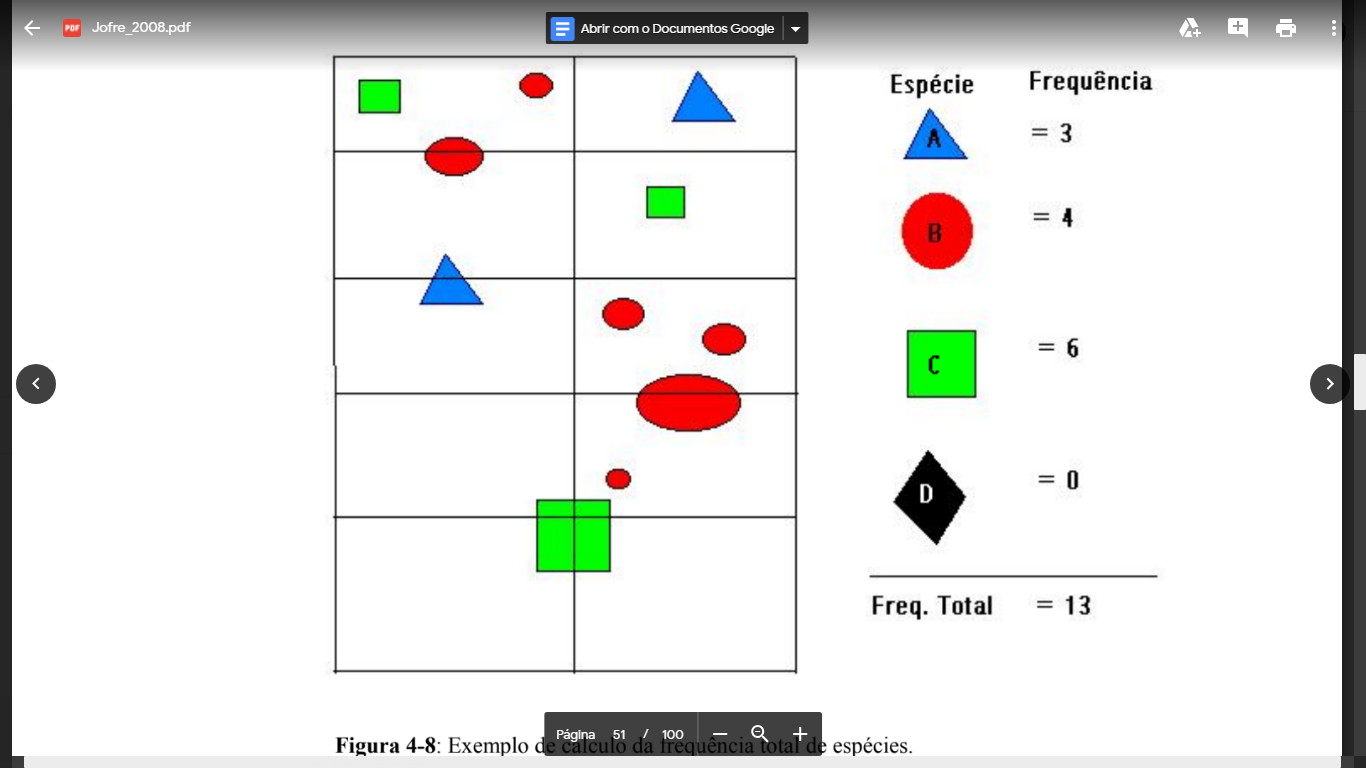 PDF Jofre_2008.pdf
Abrir com o Documentos Google
Espécie Frequência
A = 3
B = 4
C = 6
D = 0
Freq. Total = 13
Página 51 / 100
Figura 4-8: Exemplo de cálculo da frequência total de espécies.